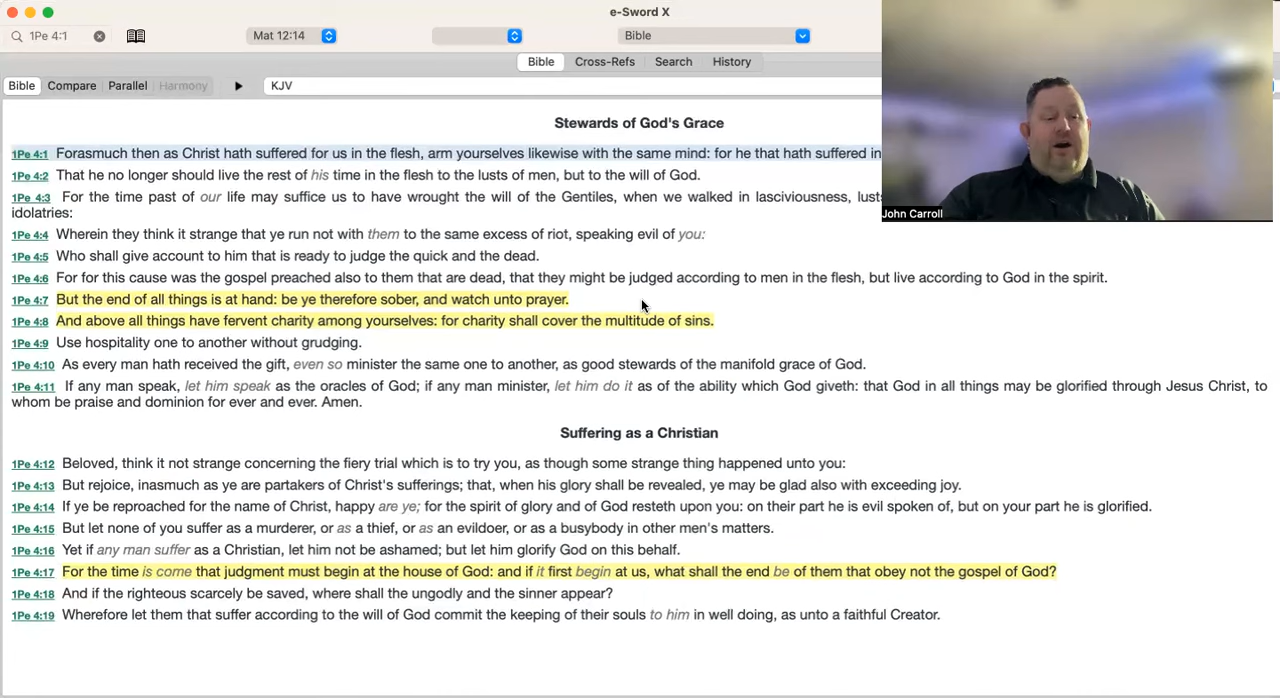 e-Sword X
1Pe 4:1
Mat 12:14
Bible
Bible Cross-Refs Search History
Bible Compare Parallel Harmony KJV
Stewards of God's Grace
1Pe 4:1 Forasmuch then as Christ hath suffered for us in the flesh, arm yourselves likewise with the same mind: for he that hath suffered in
1Pe 4:2 That he no longer should live the rest of his time in the flesh to the lusts of men, but to the will of God.
1Pe 4:3 For the time past of our life may suffice us to have wrought the will of the Gentiles, when we walked in lasciviousness, lust
idolatries:
John Carroll
1Pe 4:4 Wherein they think it strange that ye run not with them to the same excess of riot, speaking evil of you:
1Pe 4:5 Who shall give account to him that is ready to judge the quick and the dead.
1Pe 4:6 For for this cause was the gospel preached also to them that are dead, that they might be judged according to men in the flesh, but live according to God in the spirit.
1Pe 4:7 But the end of all things is at hand: be ye therefore sober, and watch unto prayer.
1Pe 4:8 And above all things have fervent charity among yourselves: for charity shall cover the multitude of sins.
1Pe 4:9 Use hospitality one to another without grudging.
1Pe 4:10 As every man hath received the gift, even so minister the same one to another, as good stewards of the manifold grace of God.
1Pe 4:11 If any man speak, let him speak as the oracles of God; if any man minister, let him do it as of the ability which God giveth: that God in all things may be glorified through Jesus Christ, to
whom be praise and dominion for ever and ever. Amen.
Suffering as a Christian
1Pe 4:12 Beloved, think it not strange concerning the fiery trial which is to try you, as though some strange thing happened unto you:
1Pe 4:13 But rejoice, inasmuch as ye are partakers of Christ's sufferings; that, when his glory shall be revealed, ye may be glad also with exceeding joy.
1Pe 4:14 If ye be reproached for the name of Christ, happy are ye; for the spirit of glory and of God resteth upon you: on their part he is evil spoken of, but on your part he is glorified.
1Pe 4:15 But let none of you suffer as a murderer, or as a thief, or as an evildoer, or as a busybody in other men's matters.
1Pe 4:16 Yet if any man suffer as a Christian, let him not be ashamed; but let him glorify God on this behalf.
1Pe 4:17 For the time is come that judgment must begin at the house of God: and if it first begin at us, what shall the end be of them that obey not the gospel of God?
1Pe 4:18 And if the righteous scarcely be saved, where shall the ungodly and the sinner appear?
1Pe 4:19 Wherefore let them that suffer according to the will of God commit the keeping of their souls to him in well doing, as unto a faithful Creator.